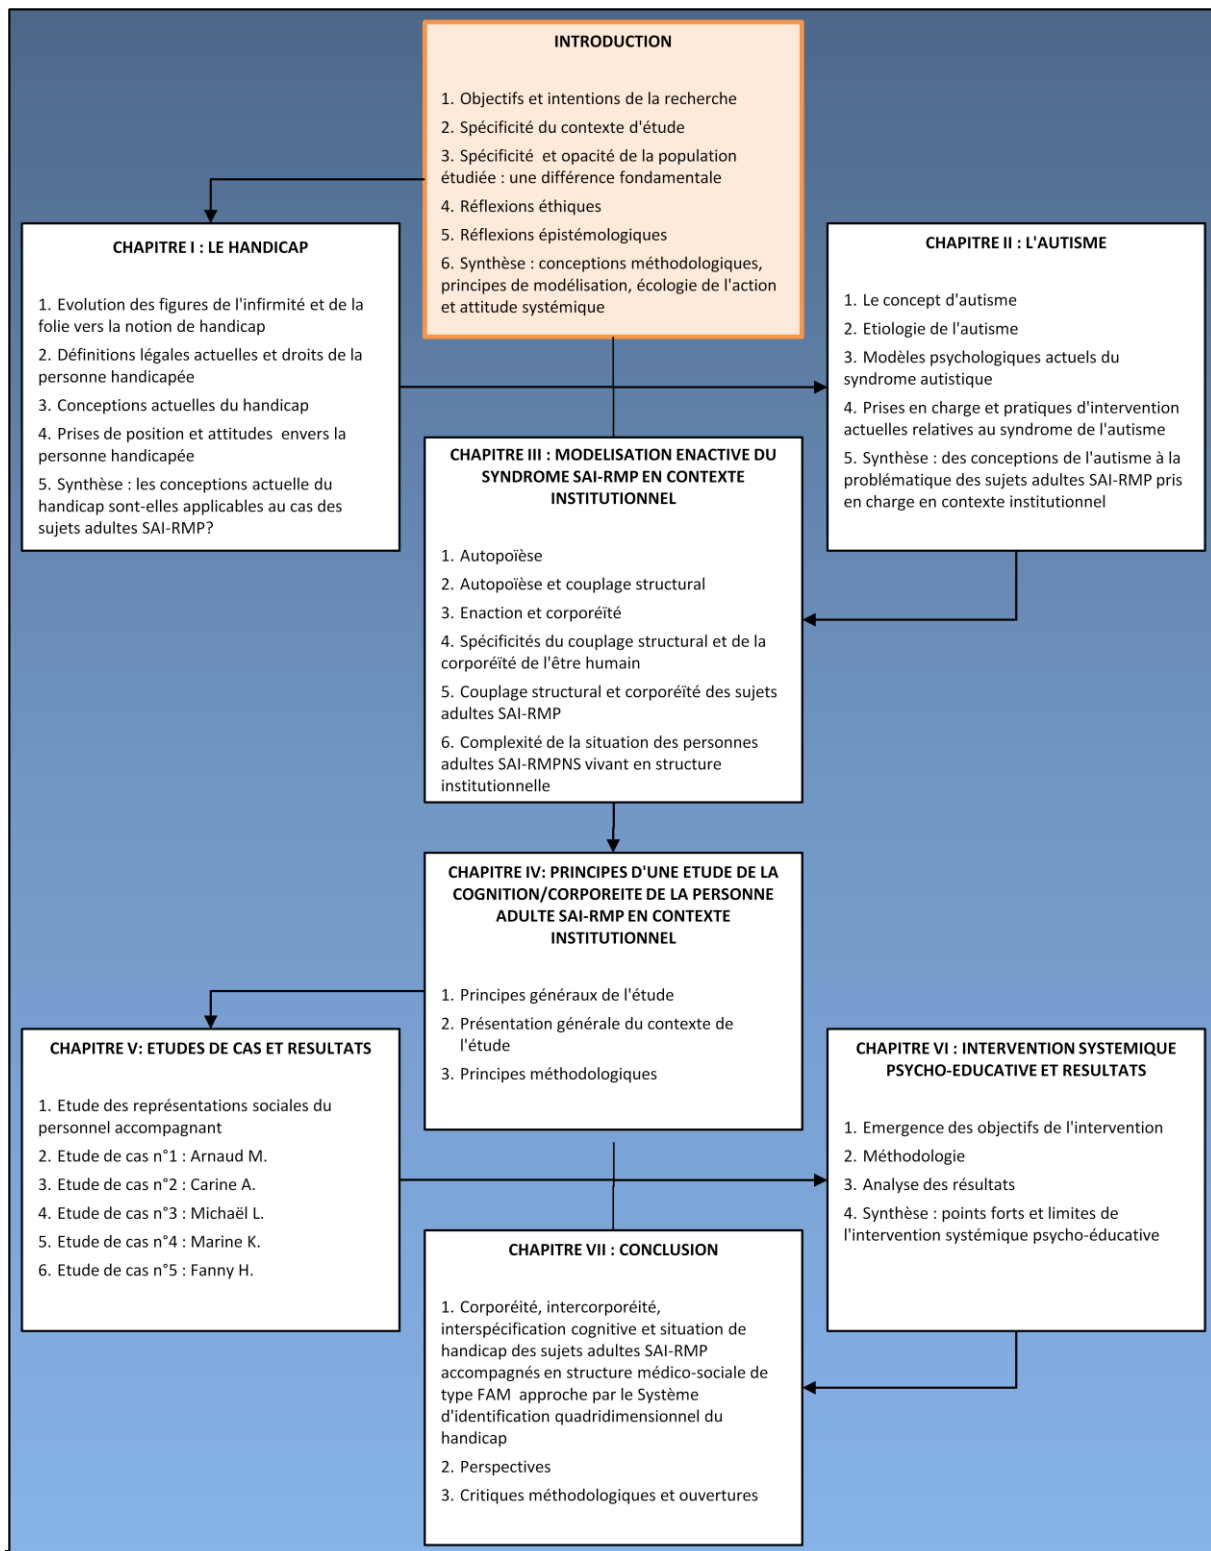 INTRODUCTION
1. Objectifs et intentions de la recherche
2. Spécificité du contexte d'étude
3. Spécificité et opacité de la population
étudiée : une différence fondamentale
4. Réflexions éthiques
5. Réflexions épistémologiques
6. Synthèse : conceptions méthodologiques,
principes de modélisation, écologie de l'action
et attitude systémique
CHAPITRE I : LE HANDICAP
1. Evolution des figures de l'infirmité et de la
folie vers la notion de handicap
2. Définitions légales actuelles et droits de la
personne handicapée
3. Conceptions actuelles du handicap
4. Prises de position et attitudes envers la
personne handicapée
5. Synthèse : les conceptions actuelle du
handicap sont-elles applicables au cas des
sujets adultes SAI-RMP?
CHAPITRE II : L'AUTISME
1. Le concept d'autisme
2. Etiologie de l'autisme
3. Modèles psychologiques actuels du
syndrome autistique
4. Prises en charge et pratiques d'intervention
actuelles relatives au syndrome de l'autisme
5. Synthèse : des conceptions de l'autisme à la
problématique des sujets adultes SAI-RMP pris
en charge en contexte institutionnel
CHAPITRE III : MODELISATION ENACTIVE DU
SYNDROME SAI-RMP EN CONTEXTE
INSTITUTIONNEL
1. Autopoïèse
2. Autopoïèse et couplage structural
3. Enaction et corporéïté
4. Spécificités du couplage structural et de la
corporéïté de l'être humain
5. Couplage structural et corporéïté des sujets
adultes SAI-RMP
6. Complexité de la situation des personnes
adultes SAI-RMPNS vivant en structure
institutionnelle
CHAPITRE IV: PRINCIPES D'UNE ETUDE DE LA
COGNITION/CORPOREITE DE LA PERSONNE
ADULTE SAI-RMP EN CONTEXTE
INSTITUTIONNEL
1. Principes généraux de l'étude
2. Présentation générale du contexte de
l'étude
3. Principes méthodologiques
CHAPITRE V: ETUDES DE CAS ET RESULTATS
1. Etude des représentations sociales du
personnel accompagnant
2. Etude de cas n°1 : Arnaud M.
3. Etude de cas n°2 : Carine A.
4. Etude de cas n°3 : Michaël L.
5. Etude de cas n°4 : Marine K.
6. Etude de cas n°5 : Fanny H.
CHAPITRE VI : INTERVENTION SYSTEMIQUE
PSYCHO-EDUCATIVE ET RESULTATS
1. Emergence des objectifs de l'intervention
2. Méthodologie
3. Analyse des résultats
4. Synthèse : points forts et limites de
l'intervention systémique psycho-éducative
CHAPITRE VII : CONCLUSION
1. Corporéité, intercorporéité,
interspécification cognitive et situation de
handicap des sujets adultes SAI-RMP
accompagnés en structure médico-sociale de
type FAM approche par le Système
d'identification quadridimensionnel du
handicap
2. Perspectives
3. Critiques méthodologiques et ouvertures